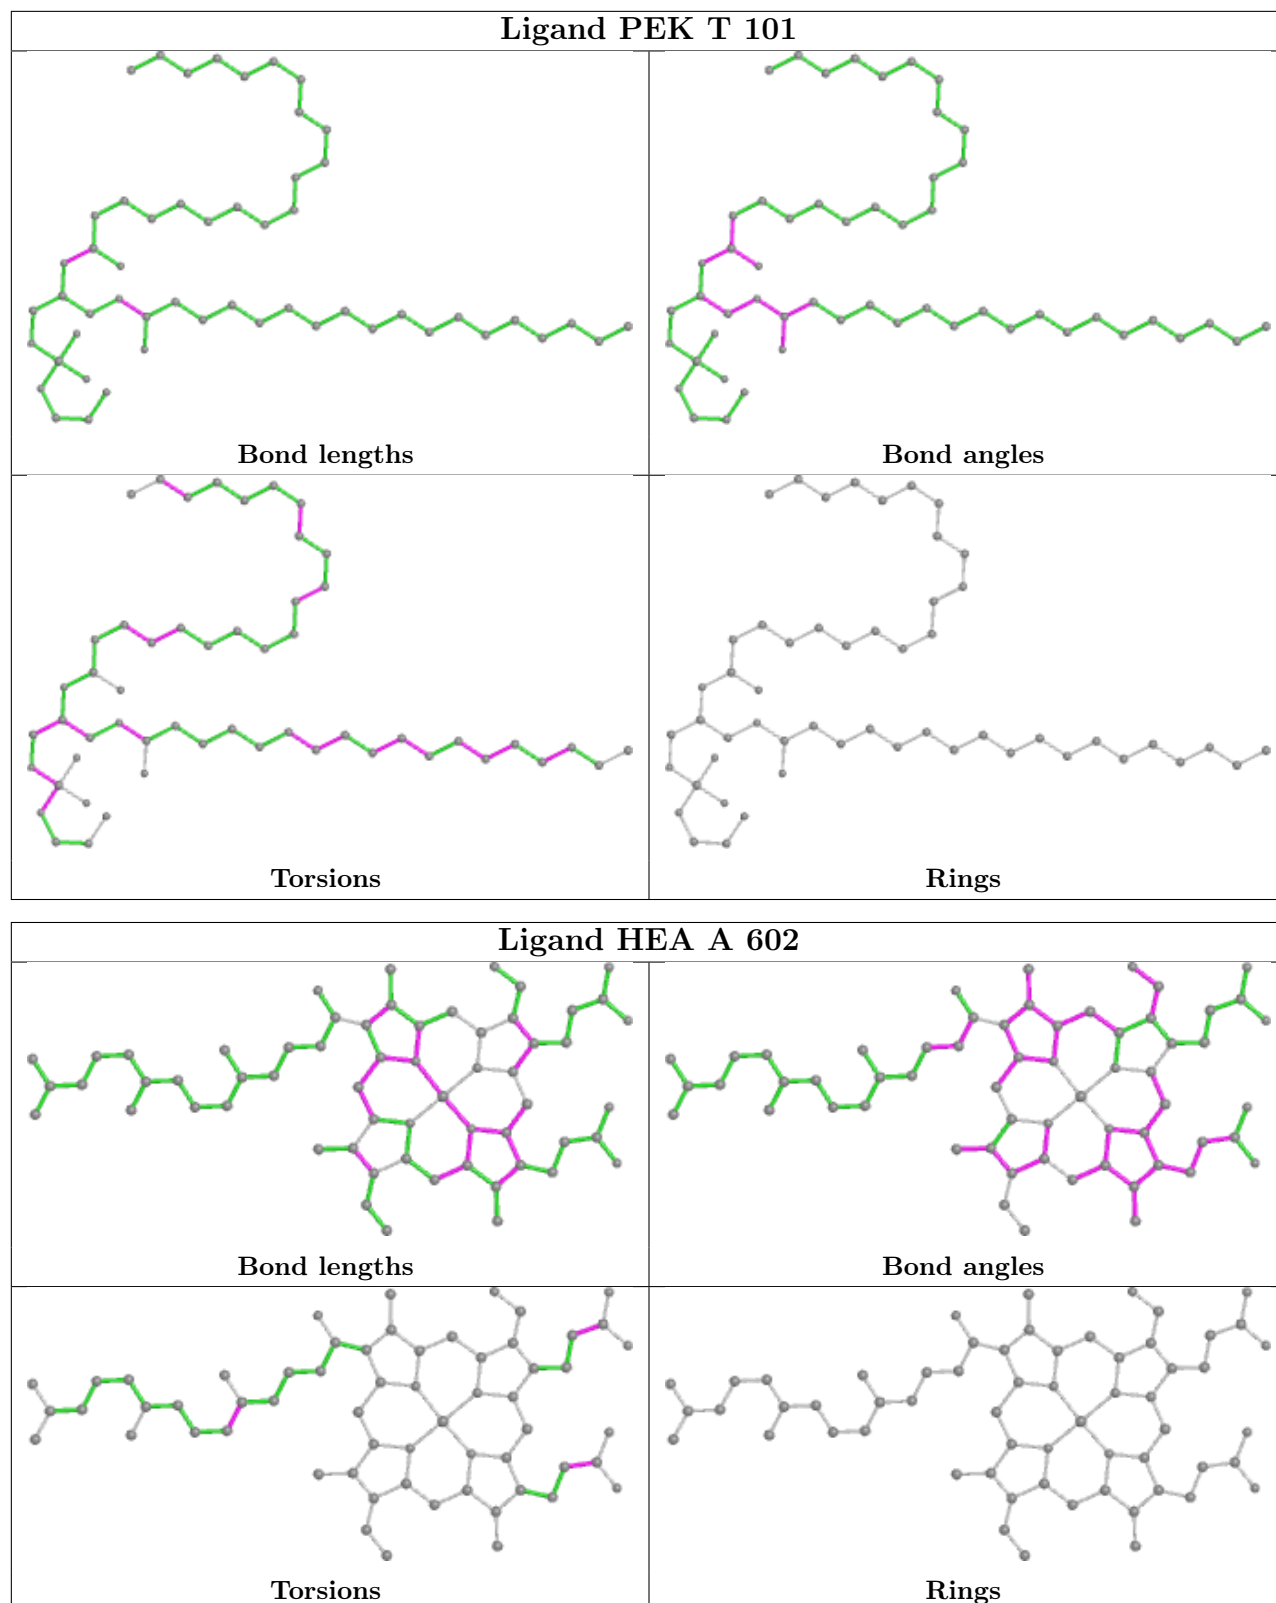 Ligand PEK T 101
Bond lengths
Bond angles
Torsions
Rings
Ligand HEA A 602
Bond lengths
Bond angles
Torsions
Rings